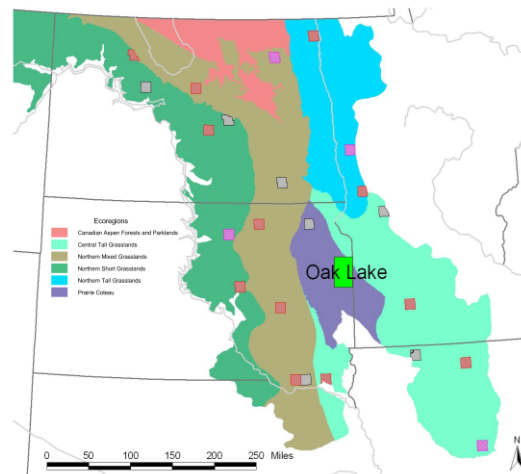 Ecoregions
Canadian Aspen Forests and Parklands
Central Tall Grasslands
Northern Mixed Grasslands
Northern Short Grasslands
Northern Tall Grasslands
Prairie Coteau
Oak Lake
0 50 100 150 200 250 Miles
N